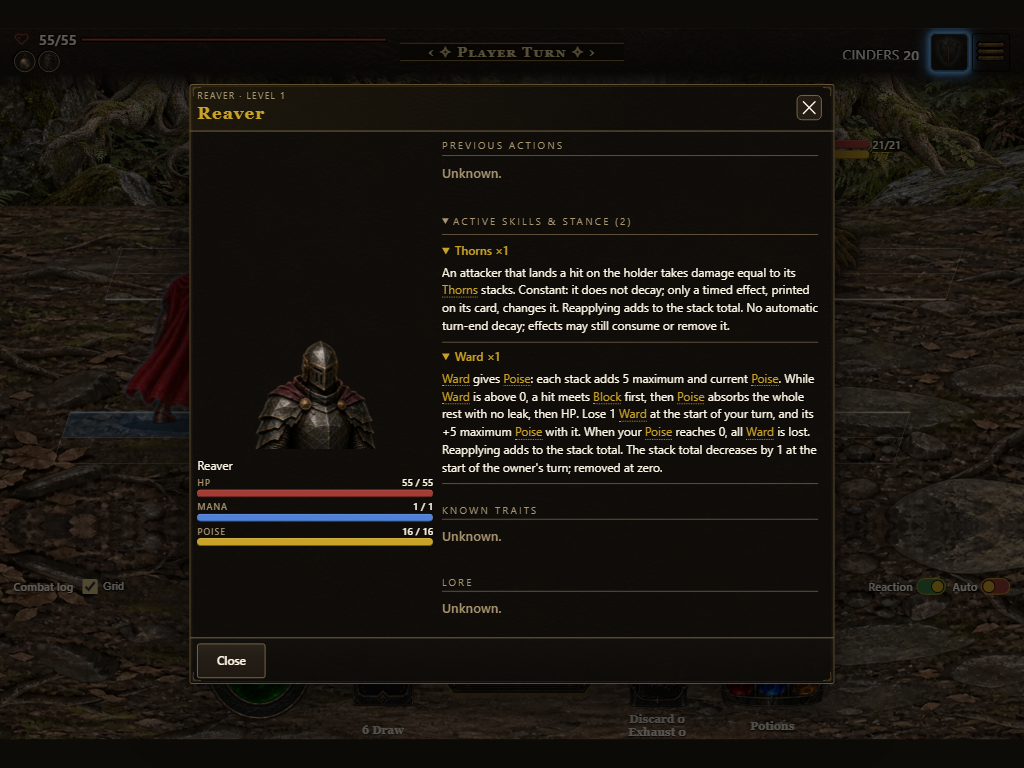 55/55
‹ ✧ Player Turn ✧ ›
CINDERS 20
REAVER · LEVEL 1
Reaver
21/21
PREVIOUS ACTIONS
Unknown.
▼ ACTIVE SKILLS & STANCE (2)
▼ Thorns ×1
An attacker that lands a hit on the holder takes damage equal to its
Thorns stacks. Constant: it does not decay; only a timed effect, printed
on its card, changes it. Reapplying adds to the stack total. No automatic
turn-end decay; effects may still consume or remove it.
▼ Ward ×1
Ward gives Poise: each stack adds 5 maximum and current Poise. While
Ward is above 0, a hit meets Block first, then Poise absorbs the whole
rest with no leak, then HP. Lose 1 Ward at the start of your turn, and its
+5 maximum Poise with it. When your Poise reaches 0, all Ward is lost.
Reapplying adds to the stack total. The stack total decreases by 1 at the
start of the owner's turn; removed at zero.
Reaver
HP 55 / 55
MANA 1 / 1
POISE 16 / 16
KNOWN TRAITS
Unknown.
LORE
Unknown.
Combat log Grid
Reaction Auto
Close
6 Draw
Discard 0
Exhaust 0
Potions